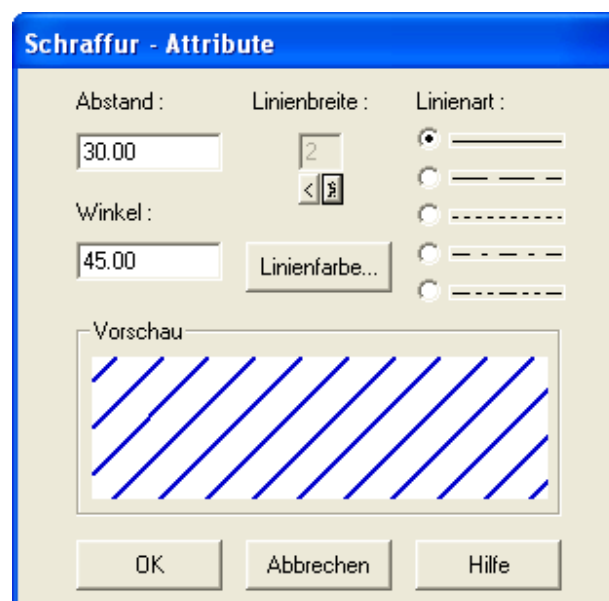 Schraffur - Attribute
Abstand :
Linienbreite :
Linienart :
30.00
2
<
Winkel :
45.00
Linienfarbe...
Vorschau
OK
Abbrechen
Hilfe